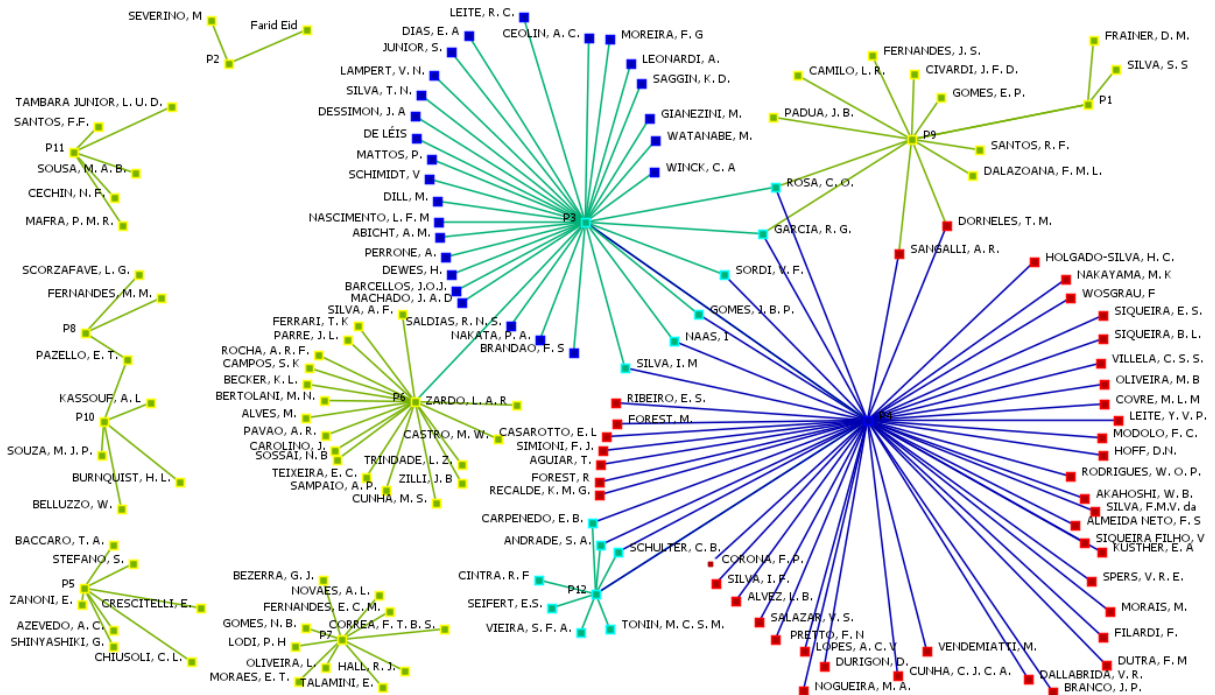 SEVERINO, M
Farid Eid
P2
LEITE, R. C.
DIAS, E. A
CEOLIN, A. C.
MOREIRA, F. G
JUNIOR, S.
LEONARDI, A.
LAMPERT, V. N.
SAGGIN, K. D.
SILVA, T. N.
DESSIMON, J. A
GIANEZINI, M.
DE LÉIS
WATANABE, M.
MATTOS, P.
SCHIMIDT, V
WINCK, C. A
DILL, M.
NASCIMENTO, L. F. M
P3
ABICHT, A. M.
PERRONE, A.
DEWES, H.
BARCELLOS, J.O.J.
MACHADO, J. A. D
SALDIAS, R. N. S.
NAKATA, P. A.
BRANDAO, F. S
FRAINER, D. M.
SILVA, S. S
P1
FERNANDES, J. S.
CAMILO, L. R.
CIVARDI, J. F. D.
GOMES, E. P.
PADUA, J. B.
P9
SANTOS, R. F.
DALAZOANA, F. M. L.
ROSA, C. O.
GARCIA, R. G.
DORNELES, T. M.
SANGALLI, A. R.
SORDI, V. F.
GOMES, J. B. P.
NAAS, I
SILVA, I. M
TAMBARA JUNIOR, L. U. D.
SANTOS, F.F.
P11
SOUSA, M. A. B.
CECHIN, N. F.
MAFRA, P. M. R.
SCORZAFAVE, L. G.
FERNANDES, M. M.
P8
PAZELLO, E. T.
KASSOUF, A. L
P10
SOUZA, M. J. P.
BURNQUIST, H. L.
BELLUZZO, W.
SILVA, A. F.
FERRARI, T. K
PARRE, J. L.
ROCHA, A. R. F.
CAMPOS, S. K
BECKER, K. L.
BERTOLANI, M. N.
P6
ZARDO, L. A. R
ALVES, M.
PAVAO, A. R.
CASTRO, M. W.
CAROLINO, J.
SOSSAI, N. B
TRINDADE, L. Z.
TEIXEIRA, E. C.
ZILLI, J. B
SAMPAIO, A. P.
CUNHA, M. S.
HOLGADO-SILVA, H. C.
NAKAYAMA, M. K
WOSGRAU, F
SIQUEIRA, E. S.
SIQUEIRA, B. L.
VILLELA, C. S. S.
OLIVEIRA, M. B
COVRE, M. L. M
LEITE, Y. V. P.
P4
MODOLO, F. C.
HOFF, D.N.
RODRIGUES, W. O. P.
AKAHOSHI, W. B.
SILVA, F.M.V. da
ALMEIDA NETO, F. S
SIQUEIRA FILHO, V
KUSTHER, E. A
SPERS, V. R. E.
MORAIS, M.
FILARDI, F.
DUTRA, F. M
DALLABRIDA, V. R.
BRANCO, J. P.
RIBEIRO, E. S.
FOREST, M.
CASAROTTO, E. L
SIMIONI, F. J.
AGUIAR, T.
FOREST, R
RECALDE, K. M. G.
CARPENEDO, E. B.
ANDRADE, S. A.
SCHULTER, C. B.
CORONA, F. P.
CINTRA, R. F
P12
SILVA, I. F.
SEIFERT, E.S.
ALVEZ, L. B.
VIEIRA, S. F. A.
TONIN, M. C. S. M.
SALAZAR, V. S.
PRETTO, F. N
LOPES, A. C. V
VENDEMIATTI, M.
DURIGON, D.
CUNHA, C. J. C. A.
NOGUEIRA, M. A.
BACCARO, T. A.
STEFANO, S.
P5
ZANONI, E.
CRESCITELLI, E.
AZEVEDO, A. C.
SHINYASHIKI, G.
CHIUSOLI, C. L.
BEZERRA, G. J.
NOVAES, A. L.
FERNANDES, E. C. M.
GOMES, N. B.
CORREA, F. T. B. S.
P7
LODI, P. H
OLIVEIRA, L.
HALL, R. J.
MORAES, E. T.
TALAMINI, E.